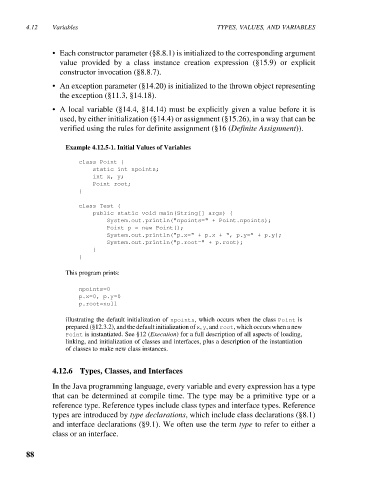 4.12 Variables TYPES, VALUES, AND VARIABLES
• Each constructor parameter (§8.8.1) is initialized to the corresponding argument
value provided by a class instance creation expression (§15.9) or explicit
constructor invocation (§8.8.7).
• An exception parameter (§14.20) is initialized to the thrown object representing
the exception (§11.3, §14.18).
• A local variable (§14.4, §14.14) must be explicitly given a value before it is
used, by either initialization (§14.4) or assignment (§15.26), in a way that can be
verified using the rules for definite assignment (§16 (Definite Assignment)).
Example 4.12.5-1. Initial Values of Variables
class Point {
static int npoints;
int x, y;
Point root;
}
class Test {
public static void main(String[] args) {
System.out.println("npoints=" + Point.npoints);
Point p = new Point();
System.out.println("p.x=" + p.x + ", p.y=" + p.y);
System.out.println("p.root=" + p.root);
}
}
This program prints:
npoints=0
p.x=0, p.y=0
p.root=null
illustrating the default initialization of npoints, which occurs when the class Point is
prepared (§12.3.2), and the default initialization of x, y, and root, which occurs when a new
Point is instantiated. See §12 (Execution) for a full description of all aspects of loading,
linking, and initialization of classes and interfaces, plus a description of the instantiation
of classes to make new class instances.
4.12.6 Types, Classes, and Interfaces
In the Java programming language, every variable and every expression has a type
that can be determined at compile time. The type may be a primitive type or a
reference type. Reference types include class types and interface types. Reference
types are introduced by type declarations, which include class declarations (§8.1)
and interface declarations (§9.1). We often use the term type to refer to either a
class or an interface.
88